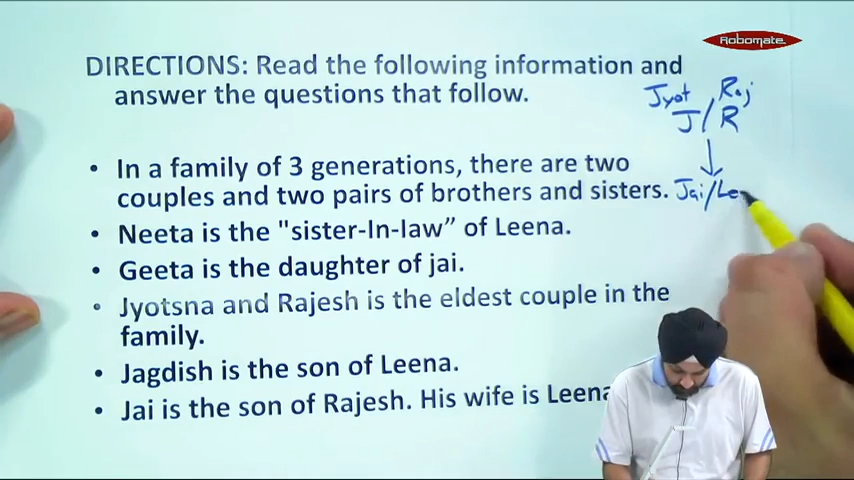 Robomate
DIRECTIONS: Read the following information and
answer the questions that follow.
Jyot Raj
J/R
• In a family of 3 generations, there are two
couples and two pairs of brothers and sisters.
Jai/Lee
• Neeta is the "sister-In-law” of Leena.
• Geeta is the daughter of jai.
• Jyotsna and Rajesh is the eldest couple in the
family.
• Jagdish is the son of Leena.
• Jai is the son of Rajesh. His wife is Leena